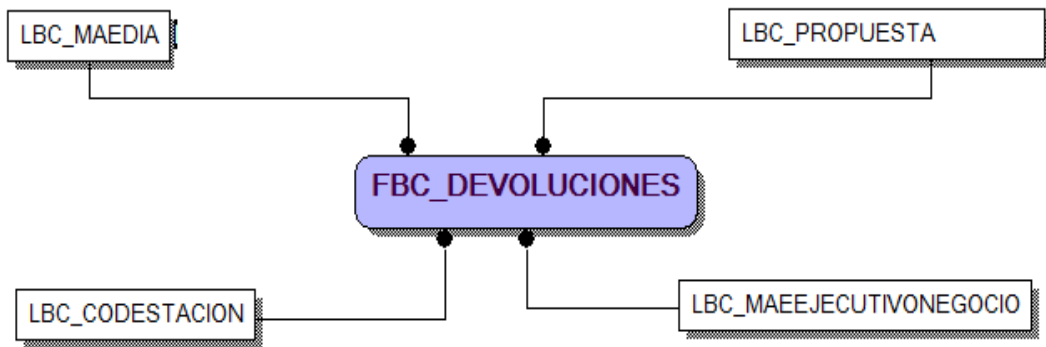 LBC_MAEDIA
LBC_PROPUESTA
FBC_DEVOLUCIONES
LBC_CODESTACION
LBC_MAEEJECUTIVONEGOCIO